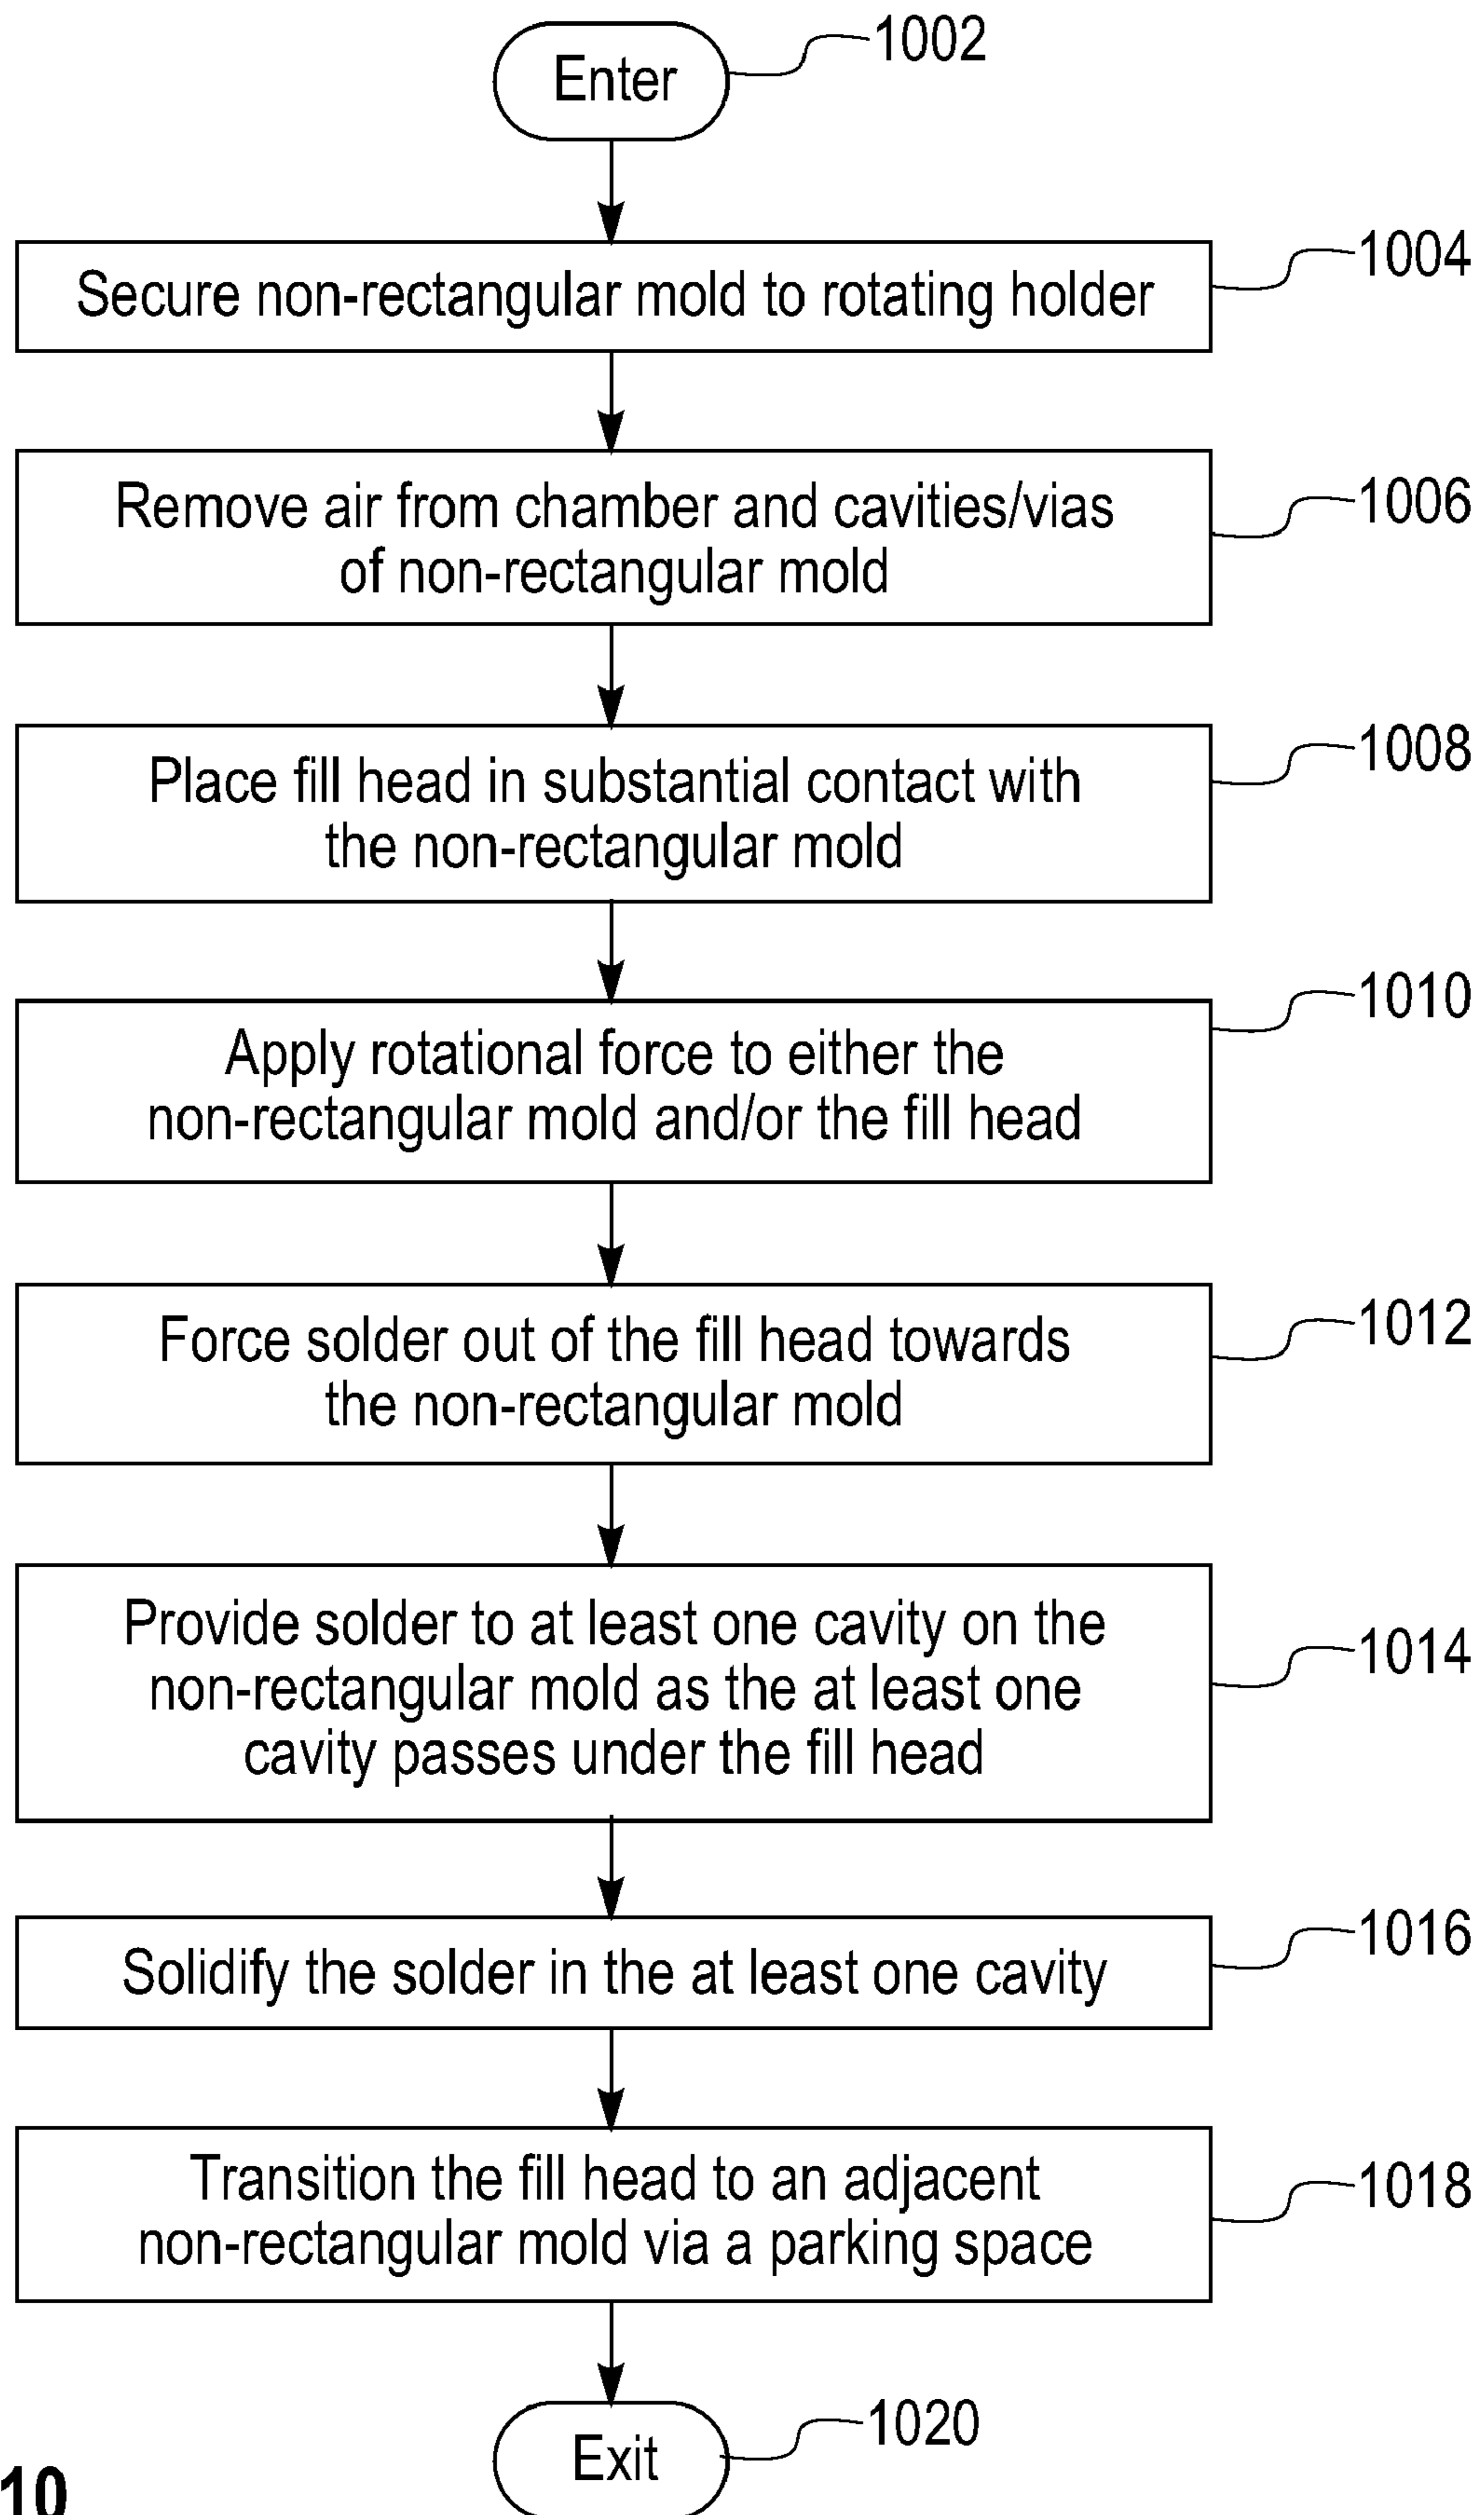 Enter
1002
Secure non-rectangular mold to rotating holder
1004
Remove air from chamber and cavities/vias
of non-rectangular mold
1006
Place fill head in substantial contact with
the non-rectangular mold
1008
Apply rotational force to either the
non-rectangular mold and/or the fill head
1010
Force solder out of the fill head towards
the non-rectangular mold
1012
Provide solder to at least one cavity on the
non-rectangular mold as the at least one
cavity passes under the fill head
1014
Solidify the solder in the at least one cavity
1016
Transition the fill head to an adjacent
non-rectangular mold via a parking space
1018
Exit
1020
10